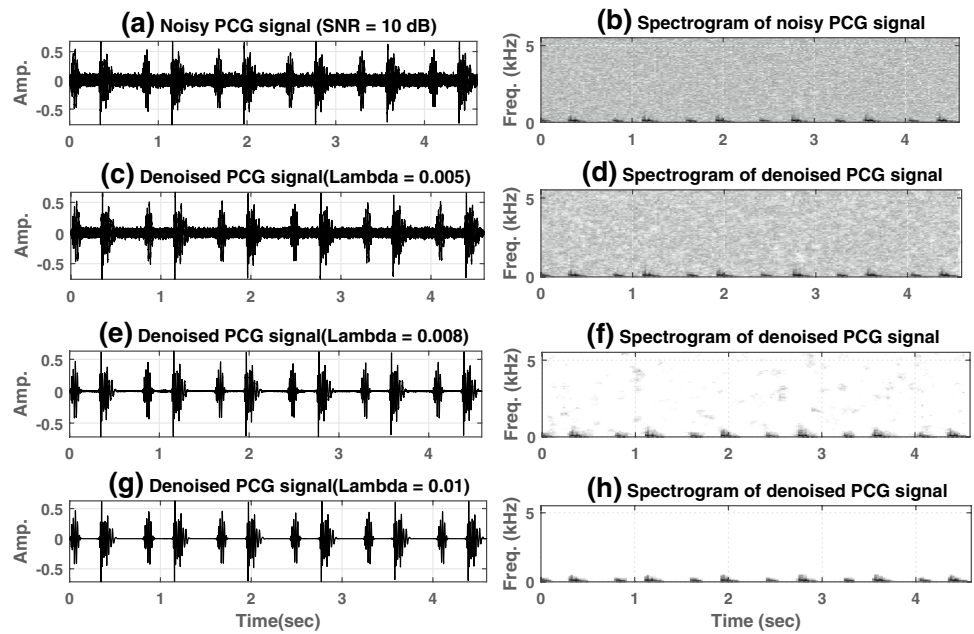 (a) Noisy PCG signal (SNR = 10 dB)
0.5
0
-0.5
Amp.
0 1 2 3 4
(b) Spectrogram of noisy PCG signal
5
0
Freq. (kHz)
0 1 2 3 4
(c) Denoised PCG signal(Lambda = 0.005)
0.5
0
-0.5
Amp.
0 1 2 3 4
(d) Spectrogram of denoised PCG signal
5
0
Freq. (kHz)
0 1 2 3 4
(e) Denoised PCG signal(Lambda = 0.008)
0.5
0
-0.5
Amp.
0 1 2 3 4
(f) Spectrogram of denoised PCG signal
5
0
Freq. (kHz)
0 1 2 3 4
(g) Denoised PCG signal(Lambda = 0.01)
0.5
0
-0.5
Amp.
0 1 2 3 4
Time(sec)
(h) Spectrogram of denoised PCG signal
5
0
Freq. (kHz)
0 1 2 3 4
Time (sec)